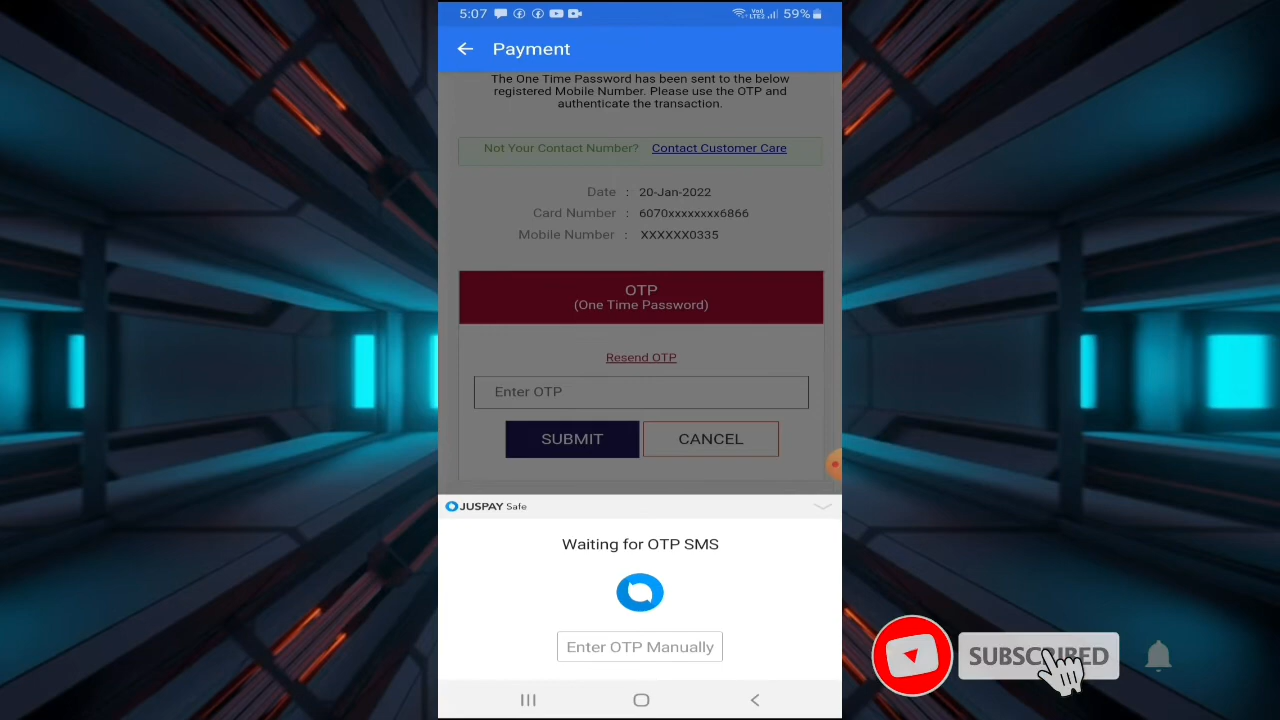 5:07
Vo)) LTE2 59%
Payment
The One Time Password has been sent to the below
registered Mobile Number. Please use the OTP and
authenticate the transaction.
Not Your Contact Number? Contact Customer Care
Date : 20-Jan-2022
Card Number : 6070xxxxxxxx6866
Mobile Number : XXXXXX0335
OTP
(One Time Password)
Resend OTP
Enter OTP
SUBMIT CANCEL
JUSPAY Safe
Waiting for OTP SMS
Enter OTP Manually
SUBSCRIBED